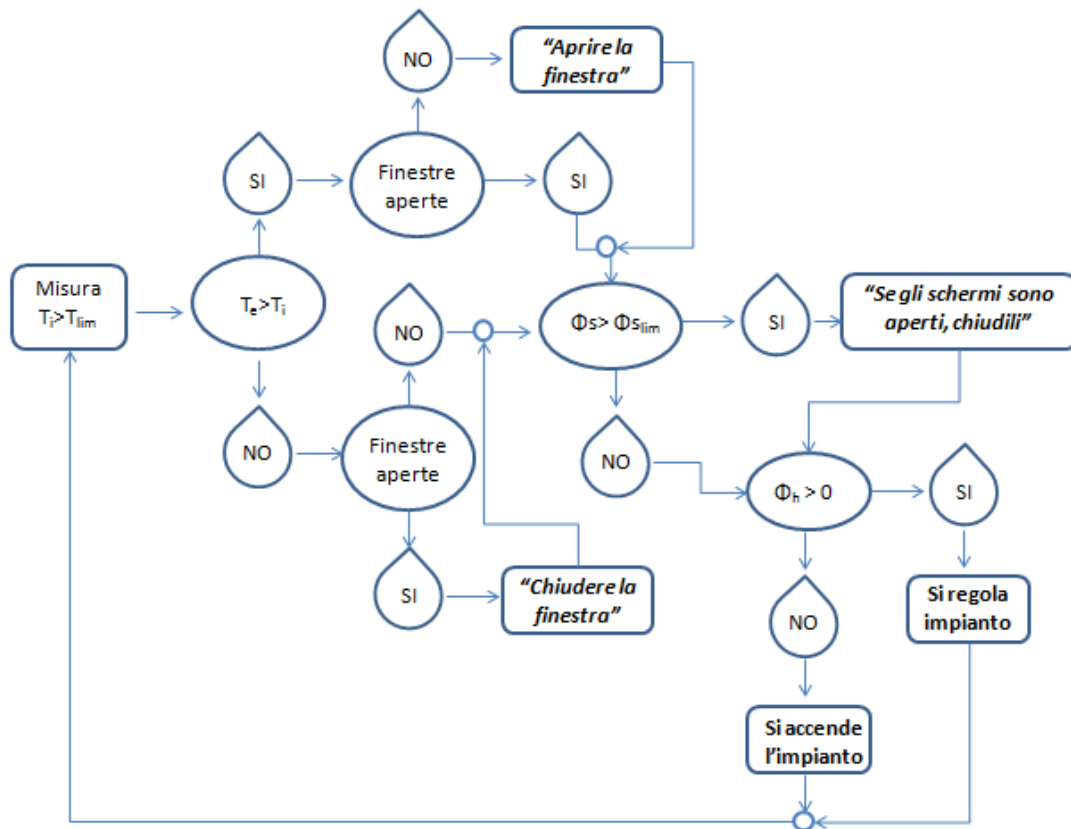 NO
“Aprire la
finestra”
SI
Finestre
aperte
SI
Misura
Ti>Tlim
Te>Ti
NO
Φs> Φslim
SI
“Se gli schermi sono
aperti, chiudili”
NO
Finestre
aperte
NO
Φh > 0
SI
SI
“Chiudere la
finestra”
NO
Si regola
impianto
Si accende
l’impianto